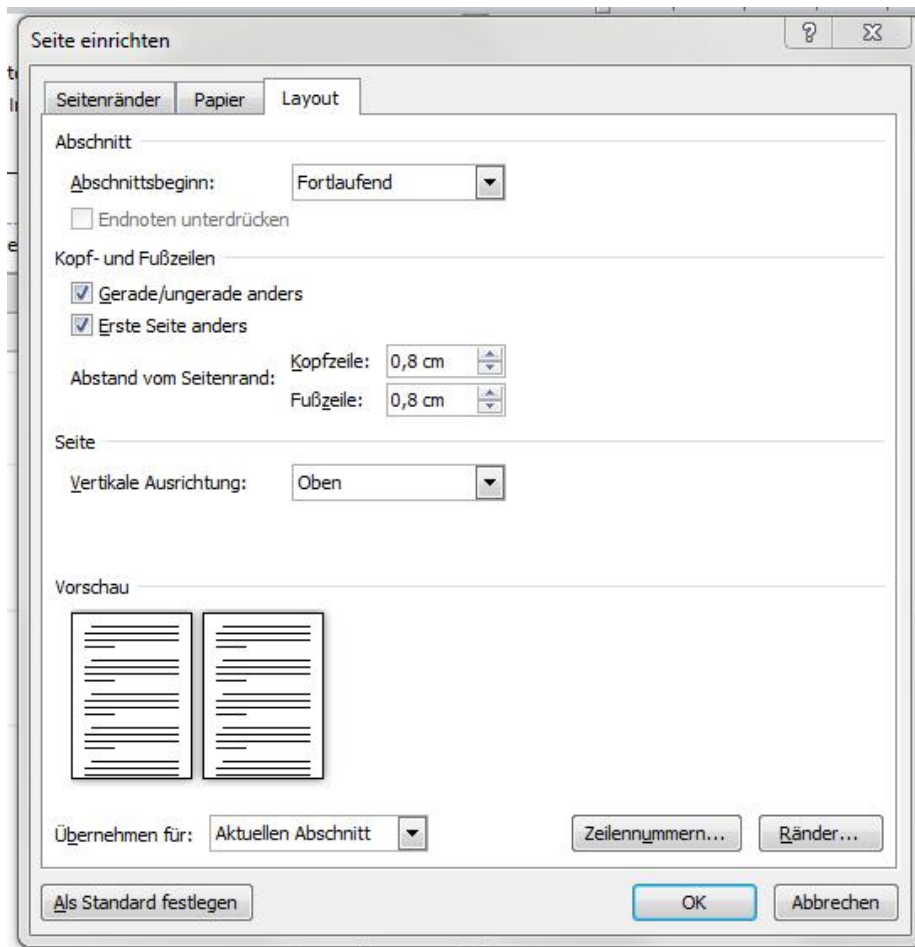 Seite einrichten
Seitenränder Papier Layout
Abschnitt
Abschnittsbeginn: Fortlaufend
Endnoten unterdrücken
Kopf- und Fußzeilen
Gerade/ungerade anders
Erste Seite anders
Abstand vom Seitenrand:
Kopfzeile: 0,8 cm
Fußzeile: 0,8 cm
Seite
Vertikale Ausrichtung: Oben
Vorschau
Übernehmen für: Aktuellen Abschnitt Zeilennummern... Ränder...
Als Standard festlegen OK Abbrechen